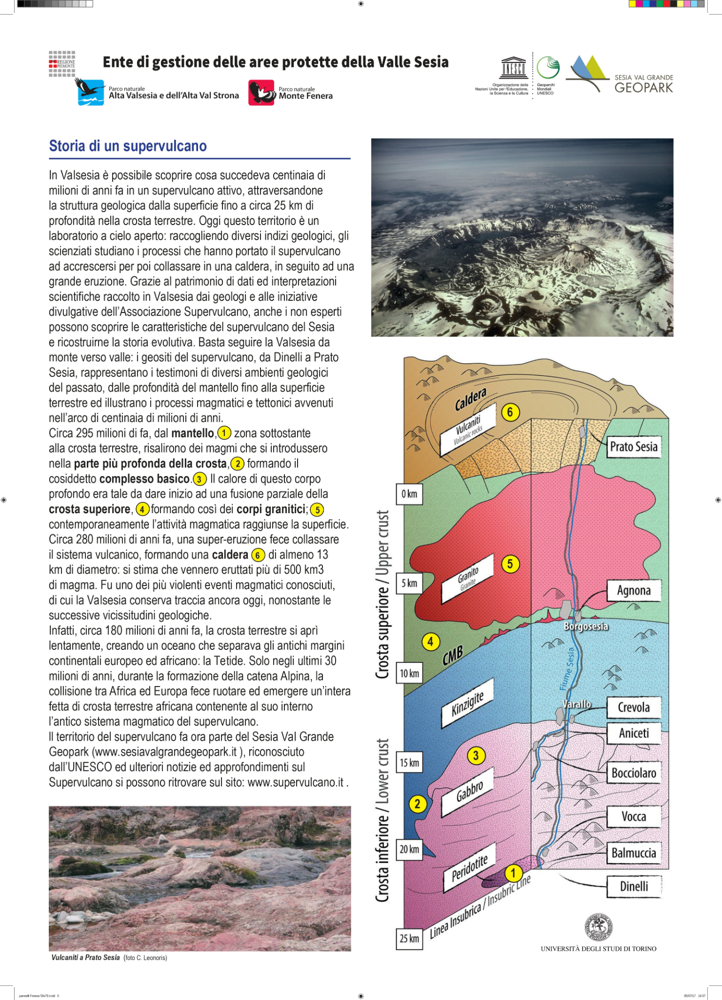 REGIONE
PIEMONTE
Ente di gestione delle aree protette della Valle Sesia
Parco naturale
Alta Valsesia e dell'Alta Val Strona
Parco naturale
Monte Fenera
UNESCO
Organizzazione delle
Nazioni Unite per l'Educazione,
la Scienza e la Cultura
Geoparchi
Mondiali
UNESCO
SESIA VAL GRANDE
GEOPARK
Storia di un supervulcano
In Valsesia è possibile scoprire cosa succedeva centinaia di
milioni di anni fa in un supervulcano attivo, attraversandone
la struttura geologica dalla superficie fino a circa 25 km di
profondità nella crosta terrestre. Oggi questo territorio è un
laboratorio a cielo aperto: raccogliendo diversi indizi geologici, gli
scienziati studiano i processi che hanno portato il supervulcano
ad accrescersi per poi collassare in una caldera, in seguito ad una
grande eruzione. Grazie al patrimonio di dati ed interpretazioni
scientifiche raccolto in Valsesia dai geologi e alle iniziative
divulgative dell'Associazione Supervulcano, anche i non esperti
possono scoprire le caratteristiche del supervulcano del Sesia
e ricostruirne la storia evolutiva. Basta seguire la Valsesia da
monte verso valle: i geositi del supervulcano, da Dinelli a Prato
Sesia, rappresentano i testimoni di diversi ambienti geologici
del passato, dalle profondità del mantello fino alla superficie
terrestre ed illustrano i processi magmatici e tettonici avvenuti
nell'arco di centinaia di milioni di anni.
Circa 295 milioni di fa, dal mantello, 1 zona sottostante
alla crosta terrestre, risalirono dei magmi che si introdussero
nella parte più profonda della crosta, 2 formando il
cosiddetto complesso basico. 3 Il calore di questo corpo
profondo era tale da dare inizio ad una fusione parziale della
crosta superiore, 4 formando così dei corpi granitici; 5
contemporaneamente l'attività magmatica raggiunse la superficie.
Circa 280 milioni di anni fa, una super-eruzione fece collassare
il sistema vulcanico, formando una caldera 6 di almeno 13
km di diametro: si stima che vennero eruttati più di 500 km3
di magma. Fu uno dei più violenti eventi magmatici conosciuti,
di cui la Valsesia conserva traccia ancora oggi, nonostante le
successive vicissitudini geologiche.
Infatti, circa 180 milioni di anni fa, la crosta terrestre si aprì
lentamente, creando un oceano che separava gli antichi margini
continentali europeo ed africano: la Tetide. Solo negli ultimi 30
milioni di anni, durante la formazione della catena Alpina, la
collisione tra Africa ed Europa fece ruotare ed emergere un'intera
fetta di crosta terrestre africana contenente al suo interno
l'antico sistema magmatico del supervulcano.
Il territorio del supervulcano fa ora parte del Sesia Val Grande
Geopark (www.sesiavalgrandegeopark.it ), riconosciuto
dall'UNESCO ed ulteriori notizie ed approfondimenti sul
Supervulcano si possono ritrovare sul sito: www.supervulcano.it .
Vulcaniti a Prato Sesia (foto C. Leonoris)
Caldera
6
Vulcaniti
Volcanic rocks
Prato Sesia
0 km
Crosta superiore / Upper crust
5
Granito
Granite
5 km
Agnona
Borgosesia
4
CMB
10 km
Fiume Sesia
Kinzigite
Varallo
Crevola
Aniceti
Crosta inferiore / Lower crust
3
15 km
Bocciolaro
Gabbro
2
Vocca
20 km
Balmuccia
Peridotite
1
Dinelli
Linea Insubrica / Insubric Line
25 km
UNIVERSITÀ DEGLI STUDI DI TORINO
pannelli Fenera 50x70.indd 6
05/07/17 14:37